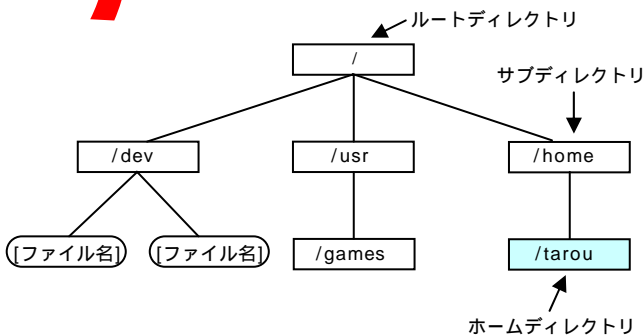 ルートディレクトリ
/
サブディレクトリ
/dev
/usr
/home
[ファイル名]
[ファイル名]
/games
/tarou
ホームディレクトリ